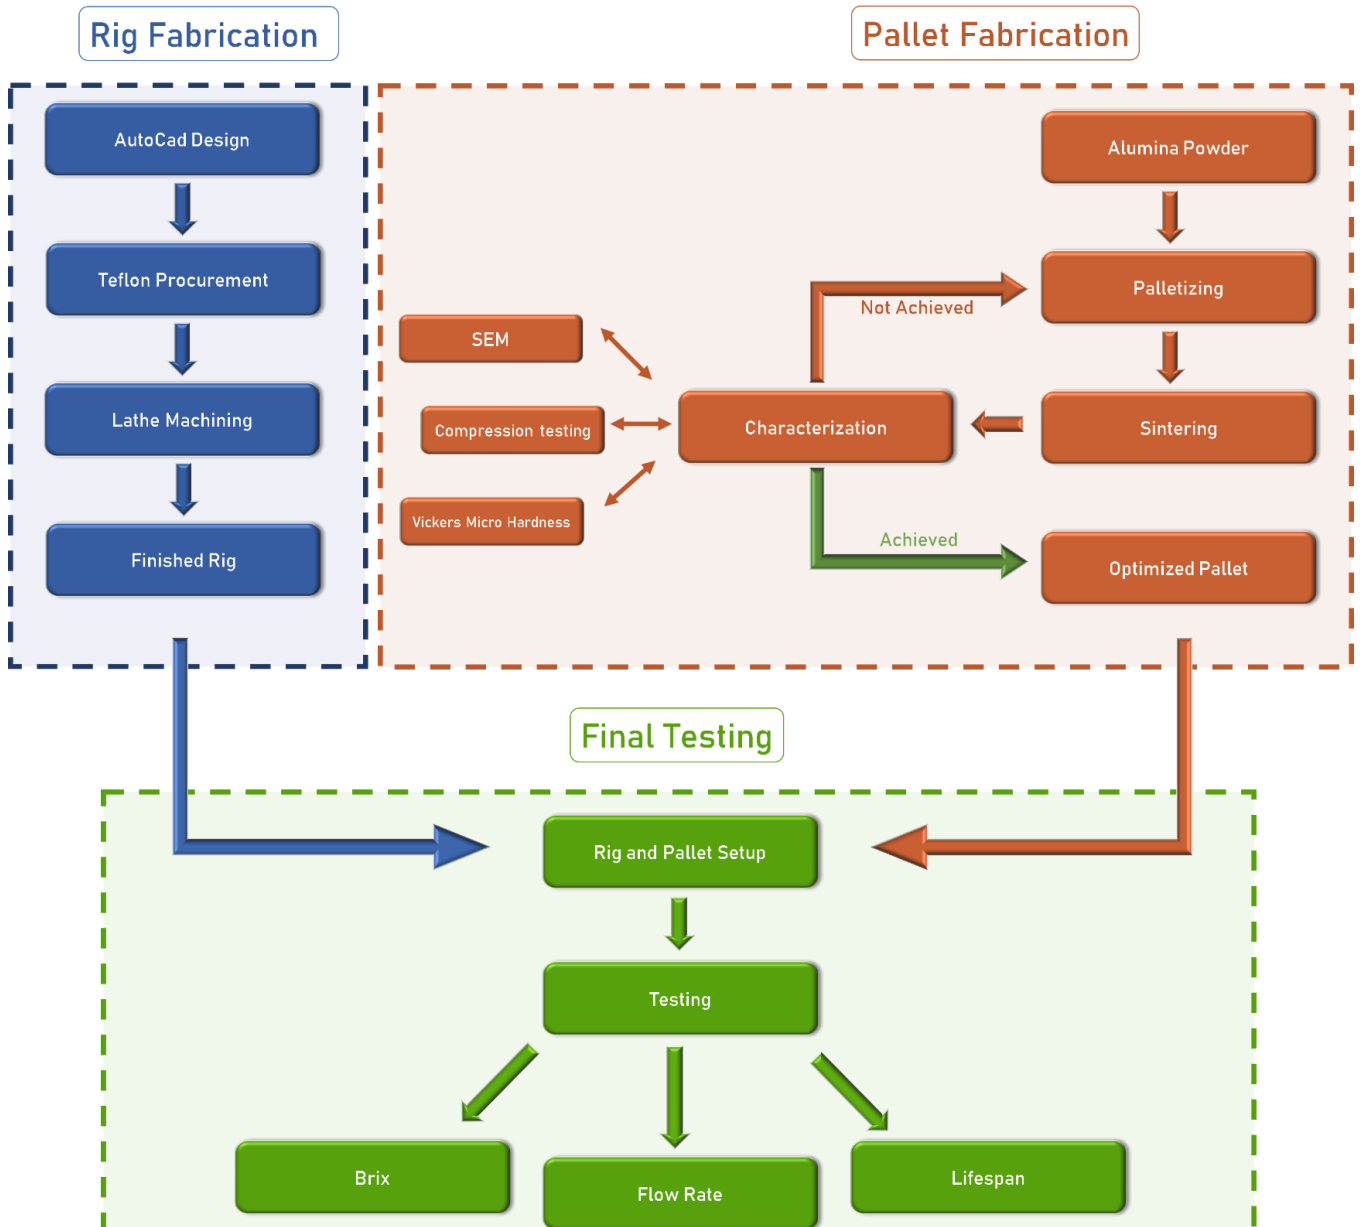 Rig Fabrication
Pallet Fabrication
AutoCad Design
Teflon Procurement
Lathe Machining
Finished Rig
Alumina Powder
Palletizing
Not Achieved
SEM
Compression testing
Vickers Micro Hardness
Characterization
Sintering
Achieved
Optimized Pallet
Final Testing
Rig and Pallet Setup
Testing
Brix
Flow Rate
Lifespan